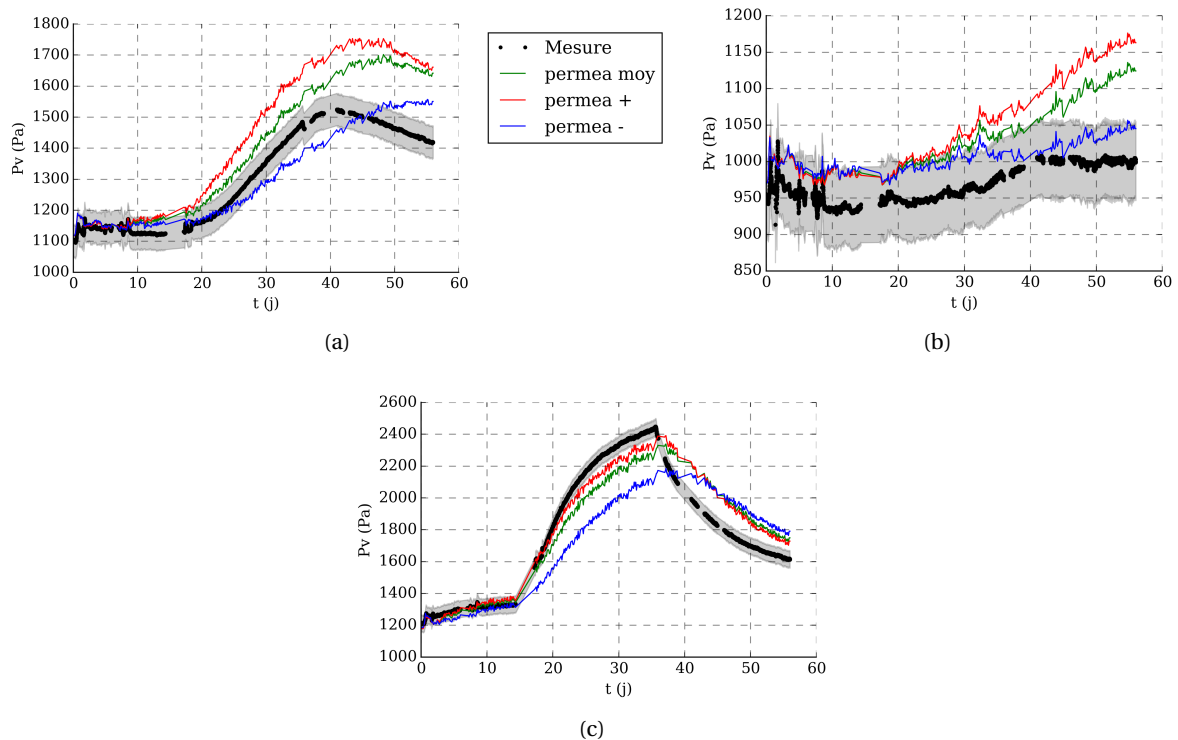 1800
1700
1600
1500
1400
1300
1200
1100
1000
Pv (Pa)
0 10 20 30 40 50 60
t (j)
(a)
Mesure
permea moy
permea +
permea -
1200
1150
1100
1050
1000
950
900
850
Pv (Pa)
0 10 20 30 40 50 60
t (j)
(b)
2600
2400
2200
2000
1800
1600
1400
1200
1000
Pv (Pa)
0 10 20 30 40 50 60
t (j)
(c)